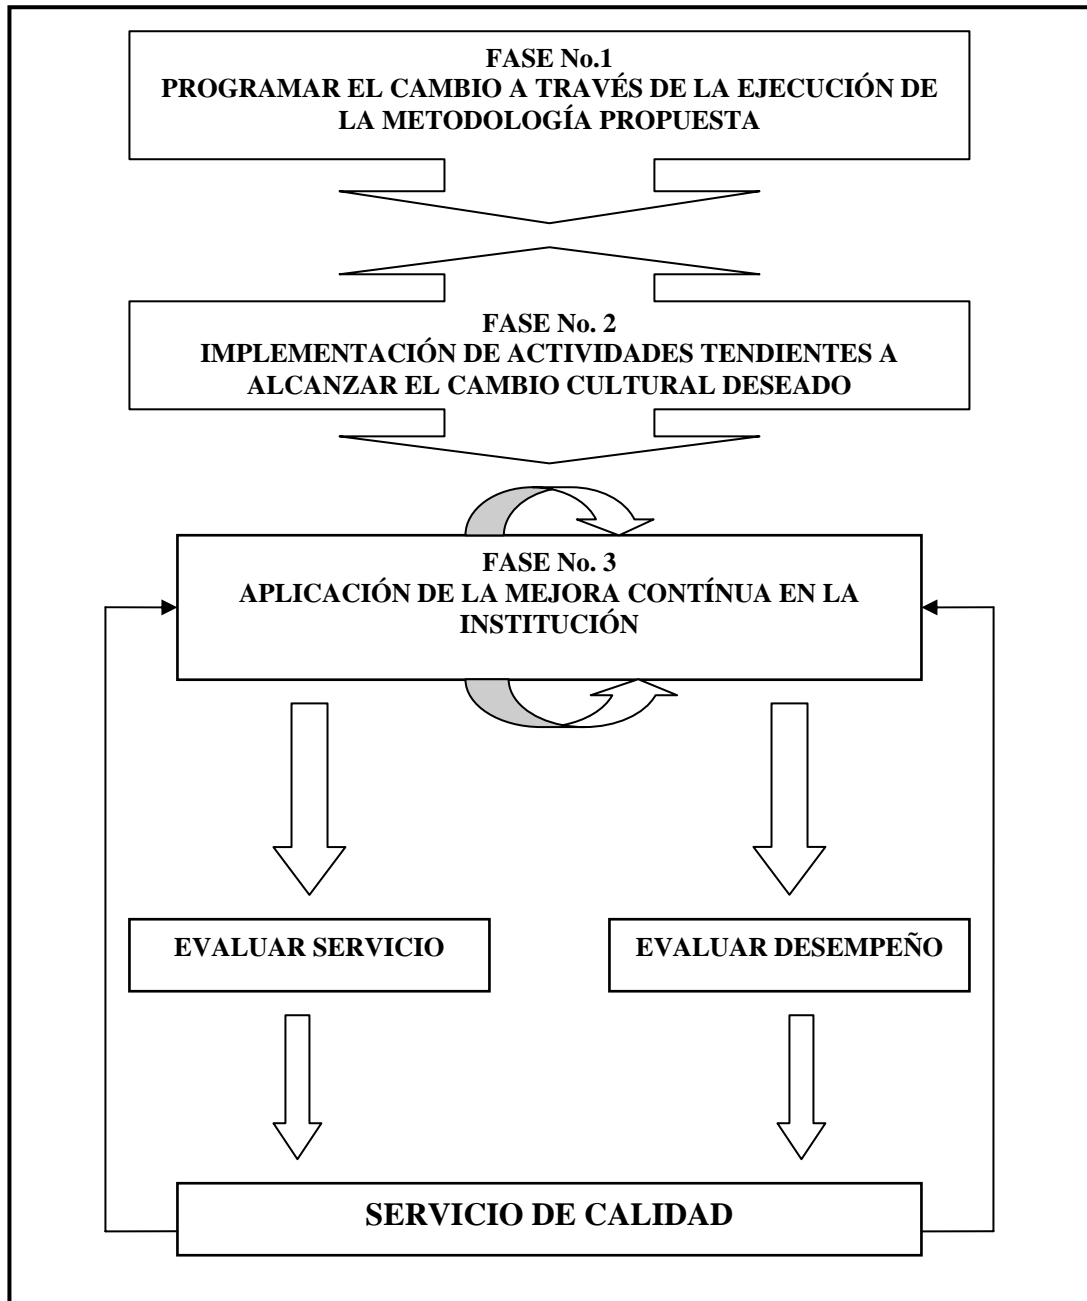 FASE No.1
PROGRAMAR EL CAMBIO A TRAVÉS DE LA EJECUCIÓN DE
LA METODOLOGÍA PROPUESTA
FASE No. 2
IMPLEMENTACIÓN DE ACTIVIDADES TENDIENTES A
ALCANZAR EL CAMBIO CULTURAL DESEADO
FASE No. 3
APLICACIÓN DE LA MEJORA CONTÍNUA EN LA
INSTITUCIÓN
EVALUAR SERVICIO
EVALUAR DESEMPEÑO
SERVICIO DE CALIDAD